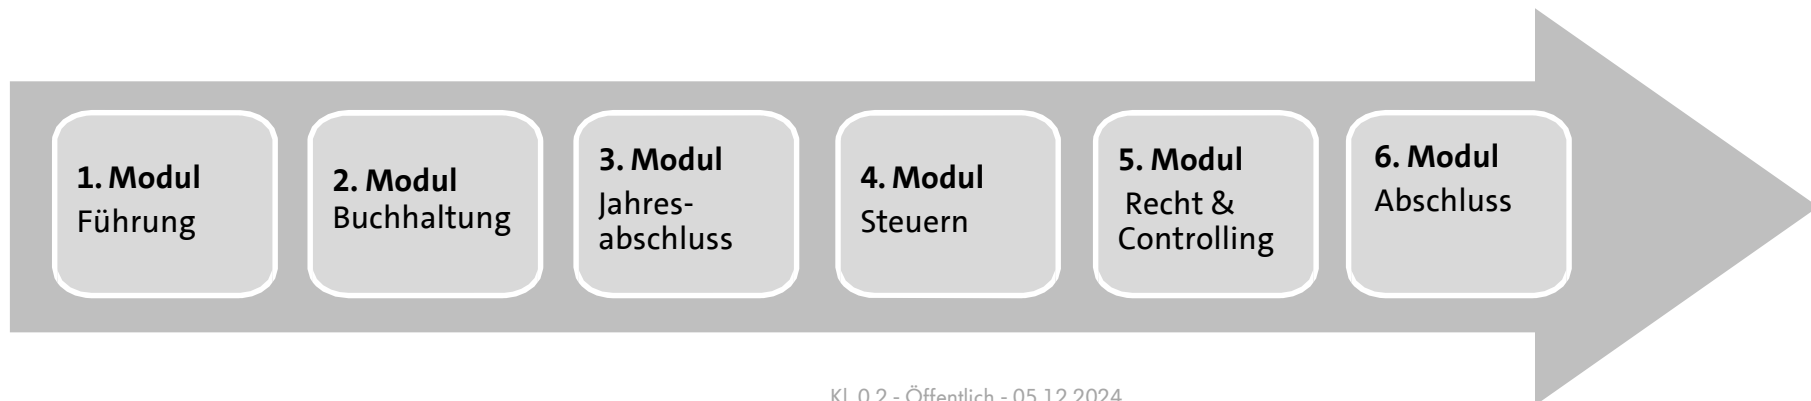 1. Modul
Führung
2. Modul
Buchhaltung
3. Modul
Jahres-
abschluss
4. Modul
Steuern
5. Modul
Recht &
Controlling
6. Modul
Abschluss
KI 0.2 - Öffentlich - 05.12.2024